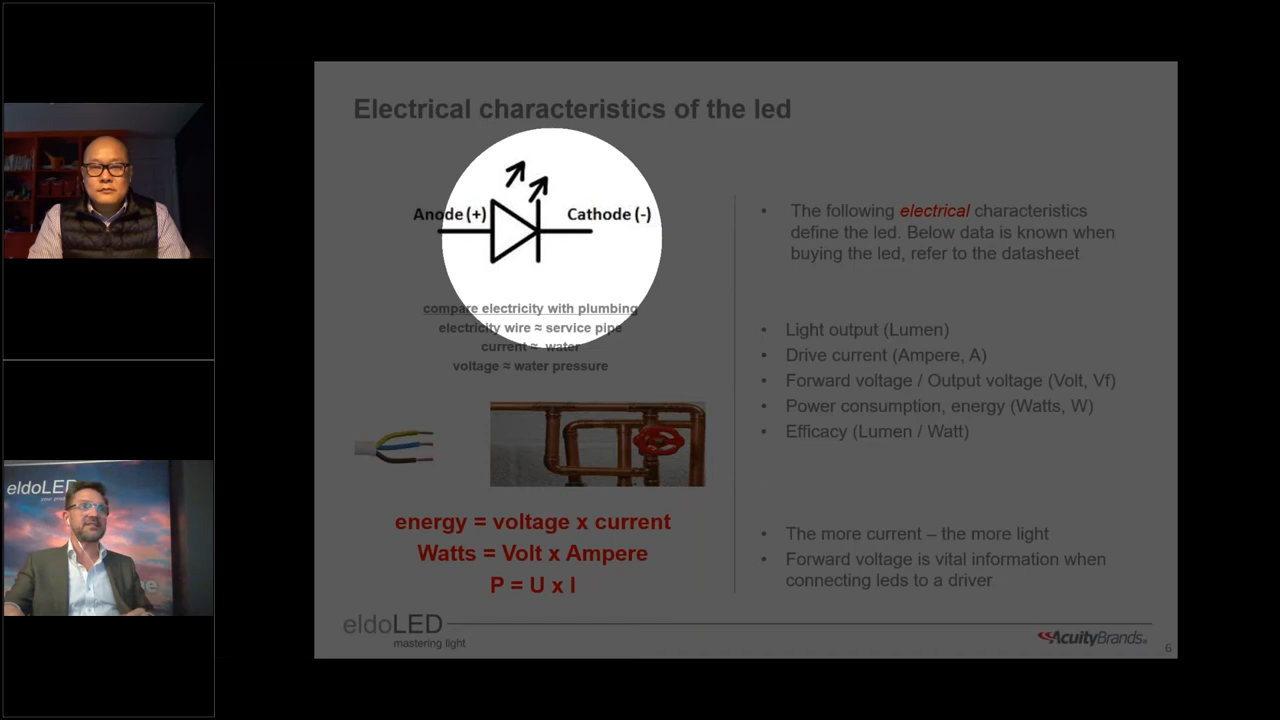 Electrical characteristics of the led
Anode (+)
Cathode (-)
compare electricity with plumbing
electricity wire ≈ service pipe
current ≈ water
voltage ≈ water pressure
energy = voltage x current
Watts = Volt x Ampere
P = U x I
• The following electrical characteristics
define the led. Below data is known when
buying the led, refer to the datasheet
• Light output (Lumen)
• Drive current (Ampere, A)
• Forward voltage / Output voltage (Volt, Vf)
• Power consumption, energy (Watts, W)
• Efficacy (Lumen / Watt)
• The more current – the more light
• Forward voltage is vital information when
connecting leds to a driver
eldoLED
mastering light
AcuityBrands
6
eldoLED
your